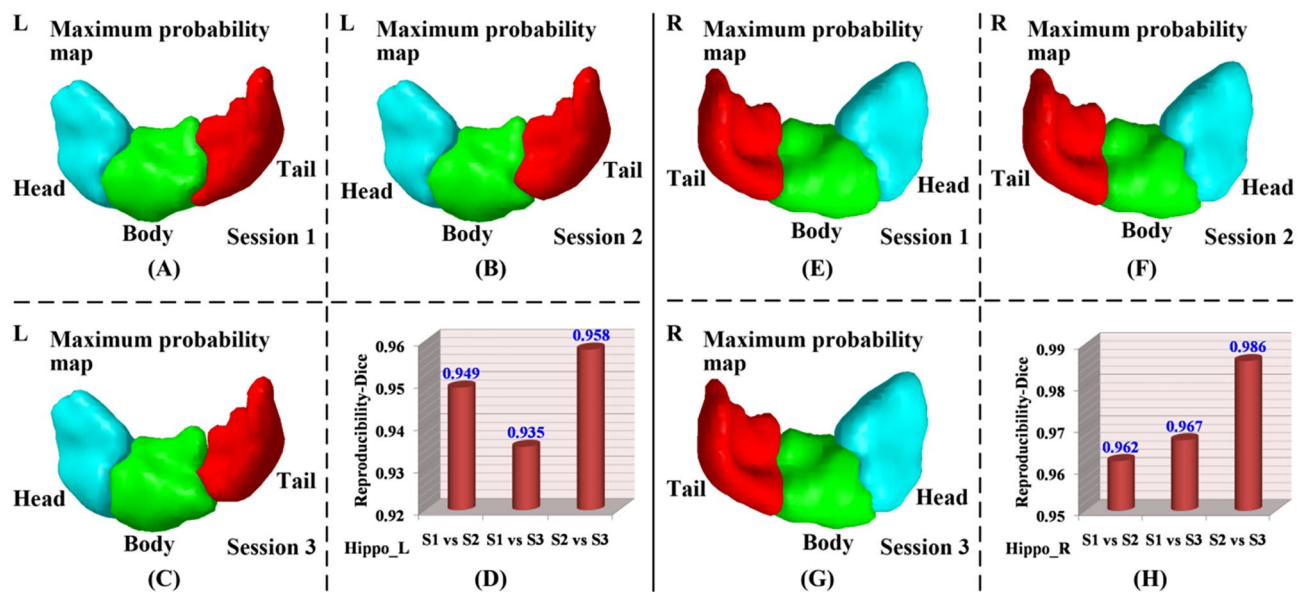 L
Maximum probability
map
Head
Tail
Body
Session 1
(A)
L
Maximum probability
map
Head
Tail
Body
Session 2
(B)
R
Maximum probability
map
Tail
Head
Body
Session 1
(E)
R
Maximum probability
map
Tail
Head
Body
Session 2
(F)
L
Maximum probability
map
Head
Tail
Body
Session 3
(C)
Reproducibility-Dice
0.96
0.95
0.94
0.93
0.92
0.949
0.935
0.958
Hippo_L
S1 vs S2
S1 vs S3
S2 vs S3
(D)
R
Maximum probability
map
Tail
Head
Body
Session 3
(G)
Reproducibility-Dice
0.99
0.98
0.97
0.96
0.95
0.962
0.967
0.986
Hippo_R
S1 vs S2
S1 vs S3
S2 vs S3
(H)